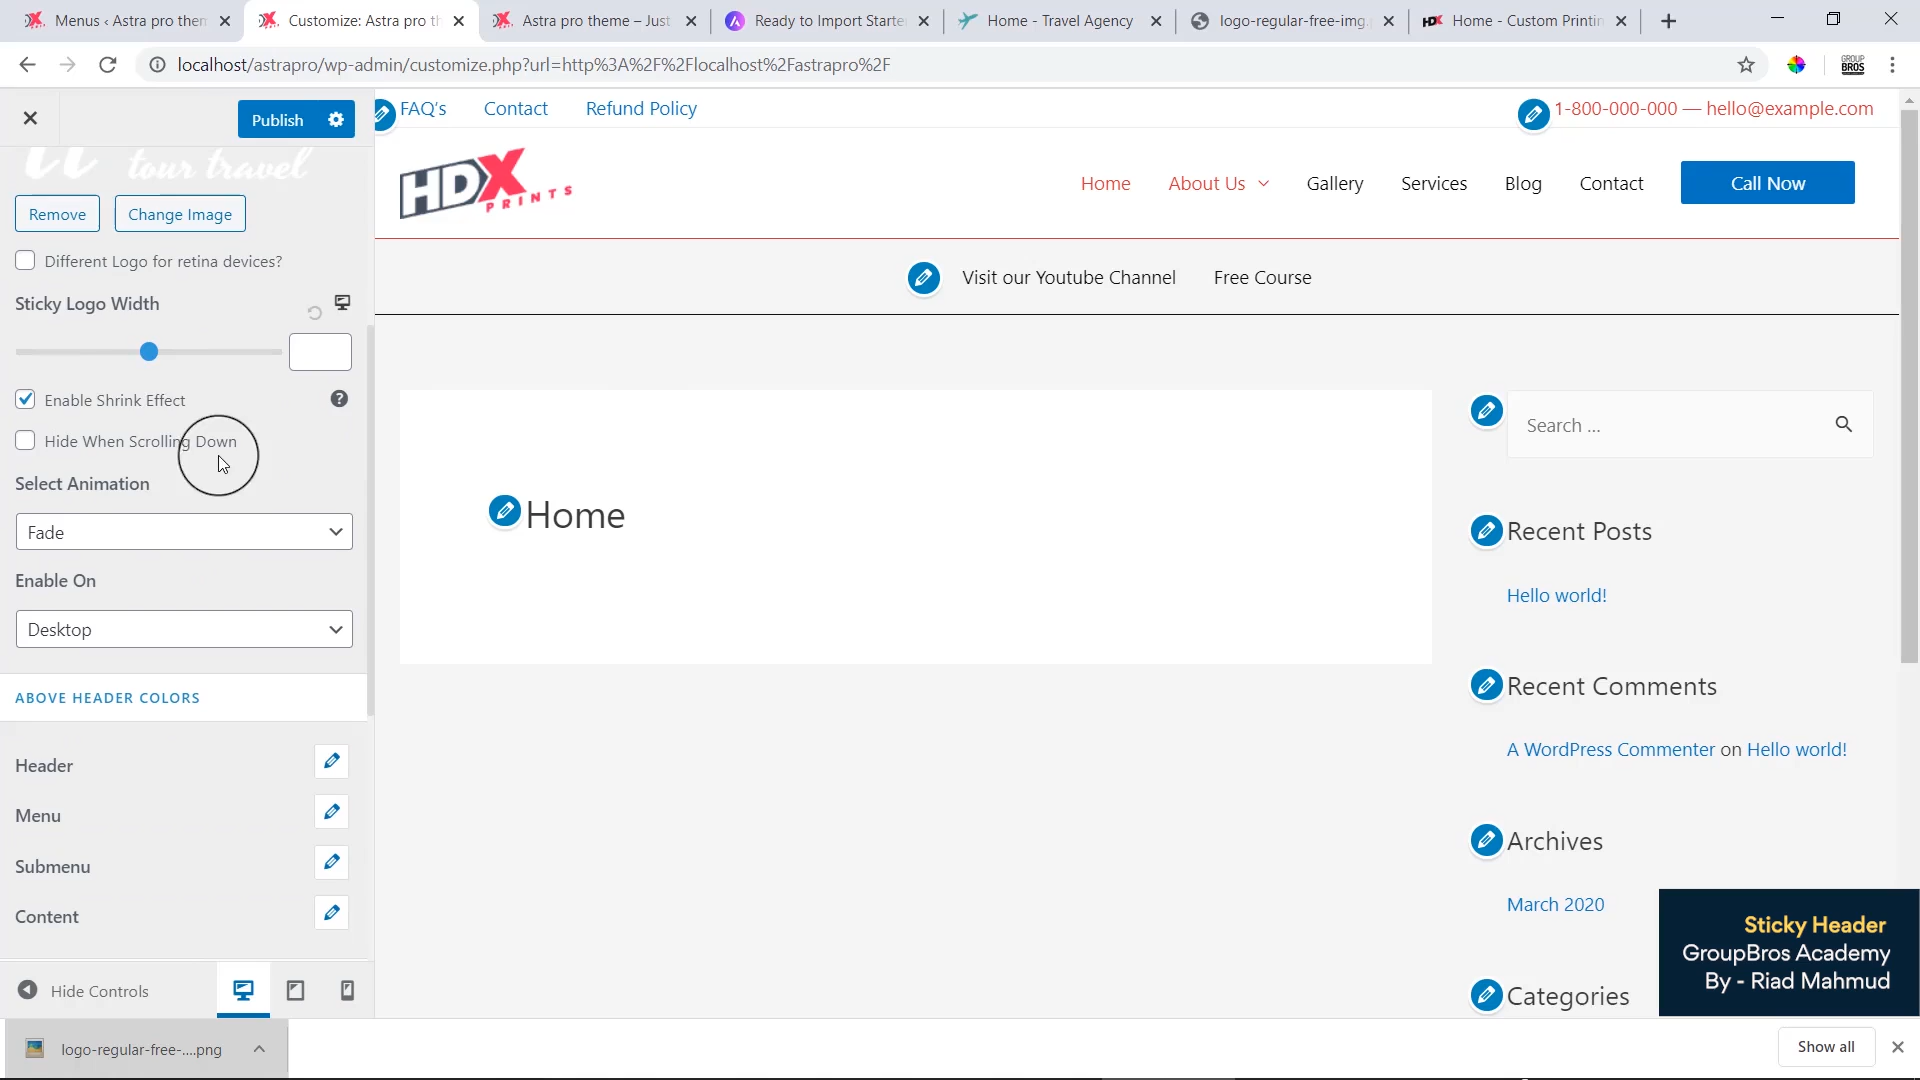 Menus ‹ Astra pro them
Customize: Astra pro th
Astra pro theme – Just
Ready to Import Starte
Home - Travel Agency
logo-regular-free-img.
Home - Custom Printin
localhost/astrapro/wp-admin/customize.php?url=http%3A%2F%2Flocalhost%2Fastrapro%2F
GROUP
BROS
Publish
FAQ's
Contact
Refund Policy
1-800-000-000 — hello@example.com
tour travel
HDX
PRINTS
Home
About Us
Gallery
Services
Blog
Contact
Call Now
Remove
Change Image
Different Logo for retina devices?
Visit our Youtube Channel
Free Course
Sticky Logo Width
Enable Shrink Effect
Hide When Scrolling Down
Select Animation
Fade
Enable On
Desktop
ABOVE HEADER COLORS
Header
Menu
Submenu
Content
Hide Controls
Home
Search ...
Recent Posts
Hello world!
Recent Comments
A WordPress Commenter on Hello world!
Archives
March 2020
Categories
Sticky Header
GroupBros Academy
By - Riad Mahmud
logo-regular-free-....png
Show all